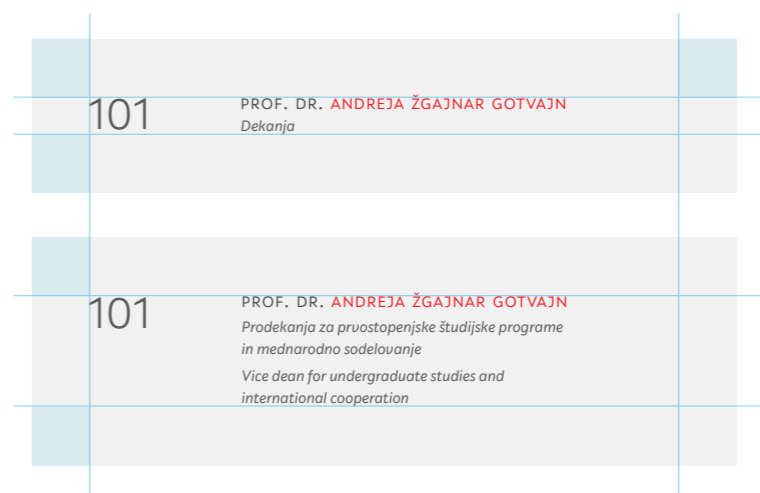 101
PROF. DR. ANDREJA ŽGAJNAR GOTVAJN
Dekanja
101
PROF. DR. ANDREJA ŽGAJNAR GOTVAJN
Prodekanja za prvostopenjske študijske programe
in mednarodno sodelovanje
Vice dean for undergraduate studies and
international cooperation